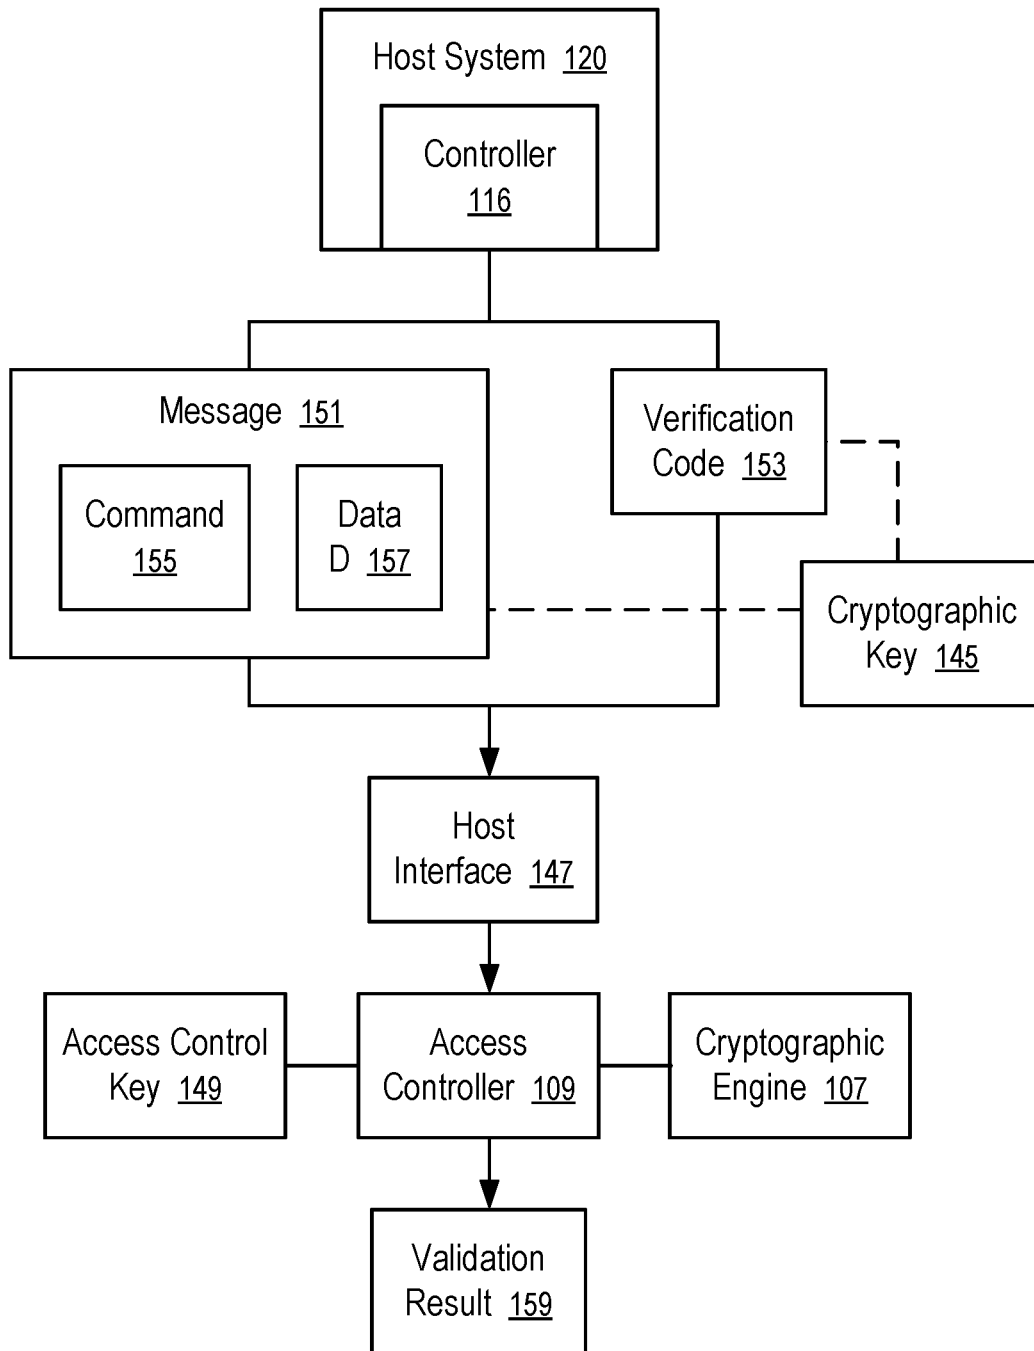 Host System 120
Controller
116
Message 151
Verification
Code 153
Command
155
Data
D 157
Cryptographic
Key 145
Host
Interface 147
Access Control
Key 149
Access
Controller 109
Cryptographic
Engine 107
Validation
Result 159